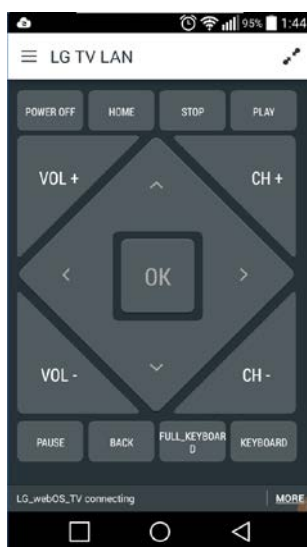 95% 1:44
LG TV LAN
POWER OFF HOME STOP PLAY
VOL + CH +
OK
VOL - CH -
PAUSE BACK FULL_KEYBOAR
D KEYBOARD
LG_webOS_TV connecting MORE